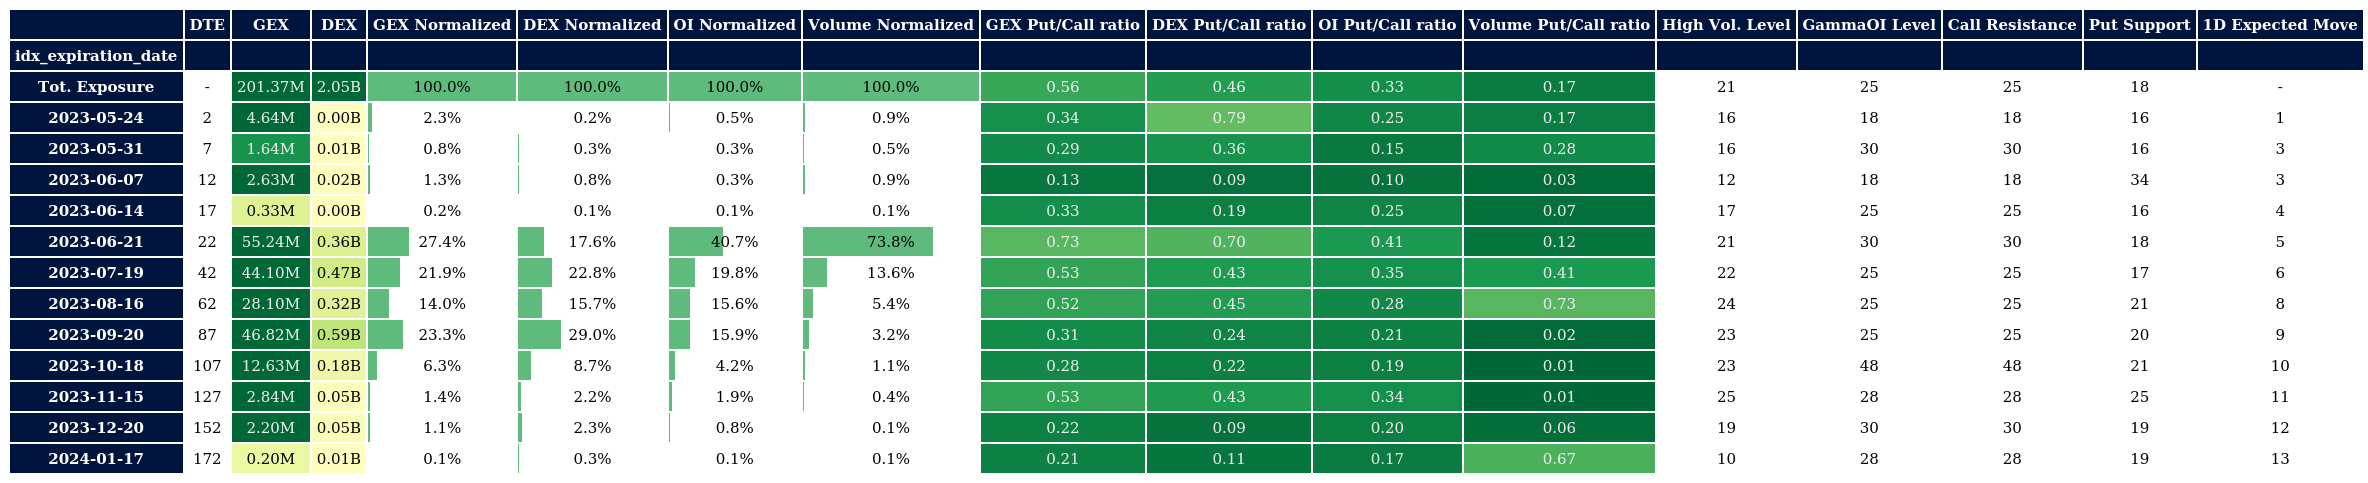 DTE GEX DEX GEX Normalized DEX Normalized OI Normalized Volume Normalized GEX Put/Call ratio DEX Put/Call ratio OI Put/Call ratio Volume Put/Call ratio High Vol. Level GammaOI Level Call Resistance Put Support 1D Expected Move
idx_expiration_date
Tot. Exposure - 201.37M 2.05B 100.0% 100.0% 100.0% 100.0% 0.56 0.46 0.33 0.17 21 25 25 18 -
2023-05-24 2 4.64M 0.00B 2.3% 0.2% 0.5% 0.9% 0.34 0.79 0.25 0.17 16 18 18 16 1
2023-05-31 7 1.64M 0.01B 0.8% 0.3% 0.3% 0.5% 0.29 0.36 0.15 0.28 16 30 30 16 3
2023-06-07 12 2.63M 0.02B 1.3% 0.8% 0.3% 0.9% 0.13 0.09 0.10 0.03 12 18 18 34 3
2023-06-14 17 0.33M 0.00B 0.2% 0.1% 0.1% 0.1% 0.33 0.19 0.25 0.07 17 25 25 16 4
2023-06-21 22 55.24M 0.36B 27.4% 17.6% 40.7% 73.8% 0.73 0.70 0.41 0.12 21 30 30 18 5
2023-07-19 42 44.10M 0.47B 21.9% 22.8% 19.8% 13.6% 0.53 0.43 0.35 0.41 22 25 25 17 6
2023-08-16 62 28.10M 0.32B 14.0% 15.7% 15.6% 5.4% 0.52 0.45 0.28 0.73 24 25 25 21 8
2023-09-20 87 46.82M 0.59B 23.3% 29.0% 15.9% 3.2% 0.31 0.24 0.21 0.02 23 25 25 20 9
2023-10-18 107 12.63M 0.18B 6.3% 8.7% 4.2% 1.1% 0.28 0.22 0.19 0.01 23 48 48 21 10
2023-11-15 127 2.84M 0.05B 1.4% 2.2% 1.9% 0.4% 0.53 0.43 0.34 0.01 25 28 28 25 11
2023-12-20 152 2.20M 0.05B 1.1% 2.3% 0.8% 0.1% 0.22 0.09 0.20 0.06 19 30 30 19 12
2024-01-17 172 0.20M 0.01B 0.1% 0.3% 0.1% 0.1% 0.21 0.11 0.17 0.67 10 28 28 19 13